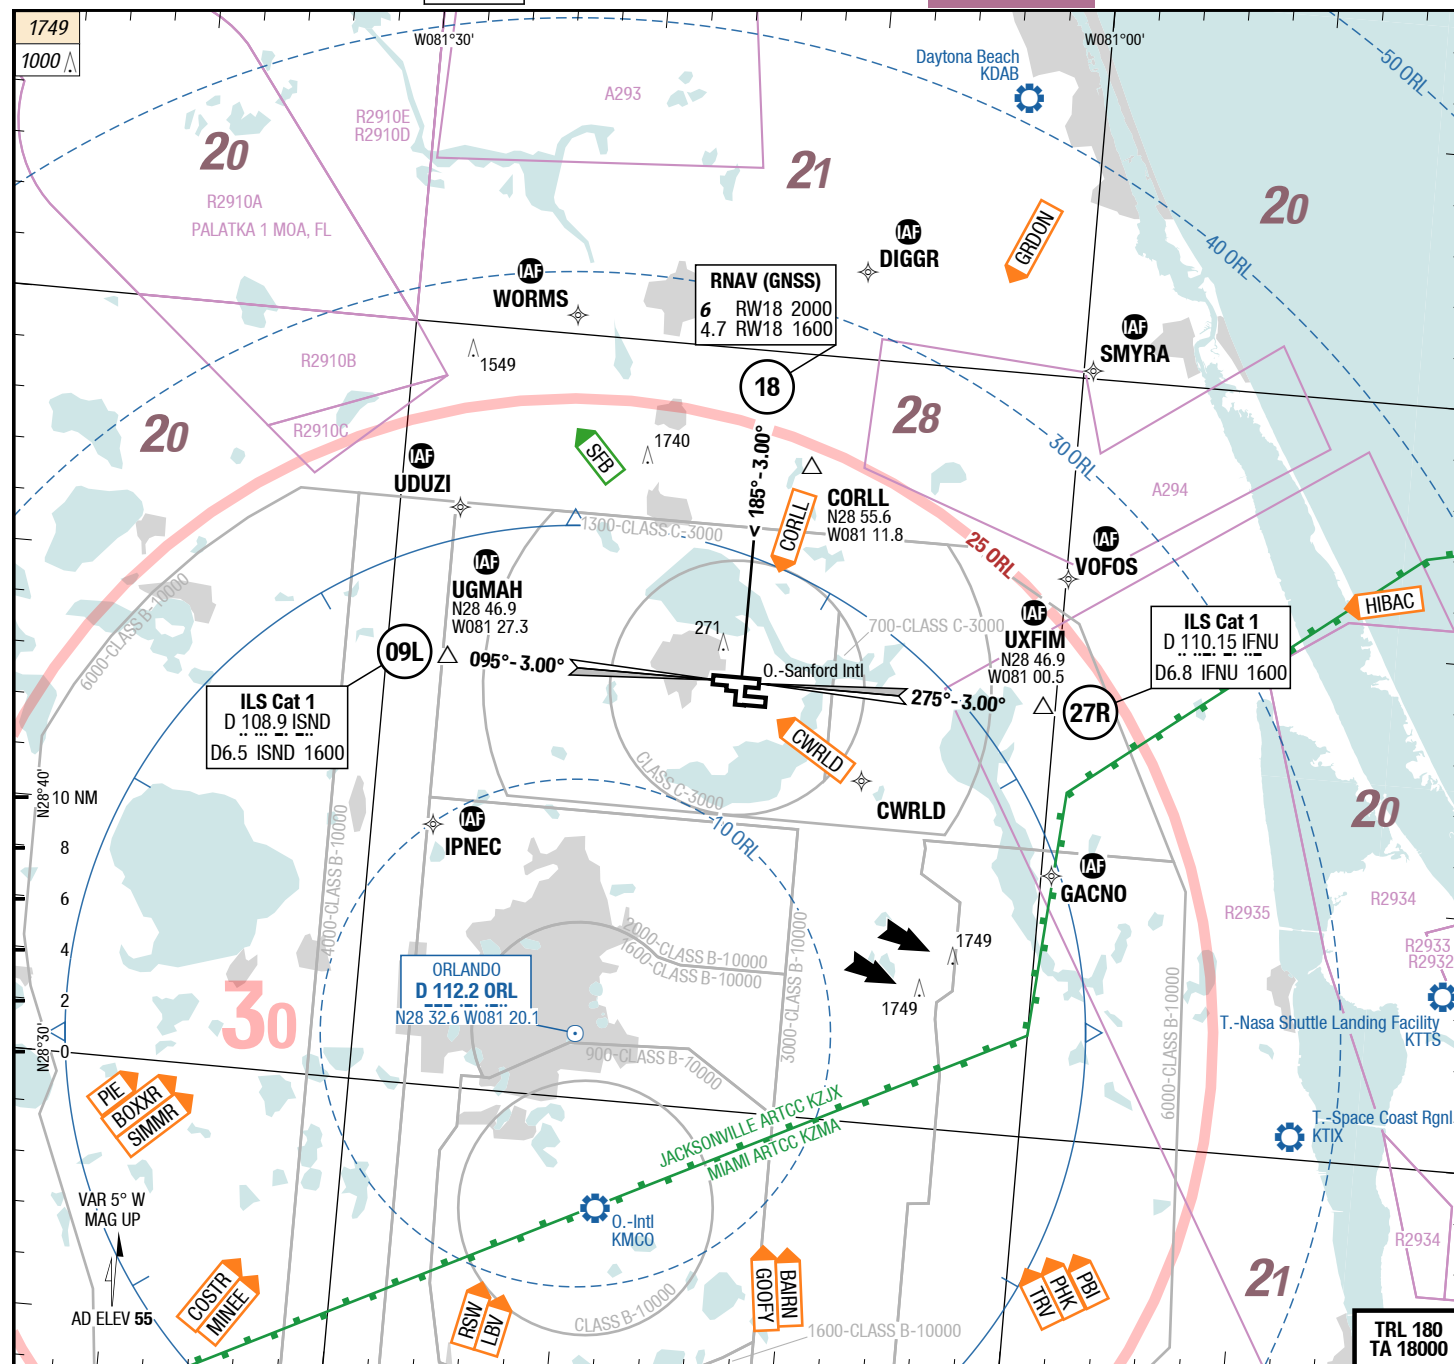 1749
1000
W081°30'
W081°00'
50 ORL
Daytona Beach
KDAB
A293
R2910E
R2910D
20
21
20
R2910A
PALATKA 1 MOA, FL
GRDON
40 ORL
IAF
DIGGR
IAF
WORMS
RNAV (GNSS)
6 RW18 2000
4.7 RW18 1600
IAF
SMYRA
1549
R2910B
18
28
20
R2910C
1740
SFB
185°-3.00°
30 ORL
IAF
UDUZI
CORLL
N28 55.6
W081 11.8
CORLL
A294
1300-CLASS C-3000
25 ORL
IAF
VOFOS
IAF
UGMAH
N28 46.9
W081 27.3
6000-CLASS B-10000
HIBAC
IAF
UXFIM
N28 46.9
W081 00.5
700-CLASS C-3000
271
ILS Cat 1
D 110.15 IFNU
D6.8 IFNU 1600
09L
095°-3.00°
O.-Sanford Intl
275°-3.00°
27R
ILS Cat 1
D 108.9 ISND
D6.5 ISND 1600
CWRLD
CLASS C-3000
CWRLD
N28°40'
10 NM
8
6
4
2
0
N28°30'
20
10 ORL
IAF
IPNEC
4000-CLASS B-10000
IAF
GACNO
R2935
R2934
R2933
R2932
2000-CLASS B-10000
1600-CLASS B-10000
3000-CLASS B-10000
1749
1749
ORLANDO
D 112.2 ORL
N28 32.6 W081 20.1
30
900-CLASS B-10000
6000-CLASS B-10000
T.-Nasa Shuttle Landing Facility
KTTS
PIE
BOXXR
SIMMR
JACKSONVILLE ARTCC KZJX
MIAMI ARTCC KZMA
T.-Space Coast Rgnl
KTIX
VAR 5° W
MAG UP
O.-Intl
KMCO
R2934
COSTR
MINEE
AD ELEV 55
RSW
LBV
CLASS B-10000
GOOFY
BAIRN
TRV
PHK
PBI
21
1600-CLASS B-10000
TRL 180
TA 18000